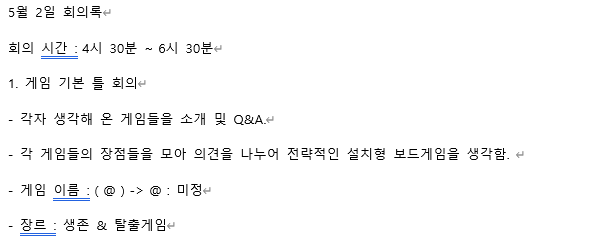 5월 2일 회의록
회의 시간 : 4시 30분 ~ 6시 30분
1. 게임 기본 틀 회의
- 각자 생각해 온 게임들을 소개 및 Q&A.
- 각 게임들의 장점들을 모아 의견을 나누어 전략적인 설치형 보드게임을 생각함.
- 게임 이름 : ( @ ) -> @ : 미정
- 장르 : 생존 & 탈출게임